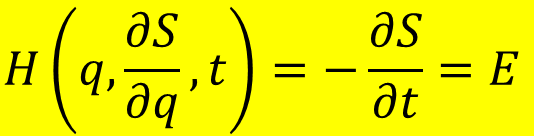 H(q, ∂S/∂q, t) = −∂S/∂t = E